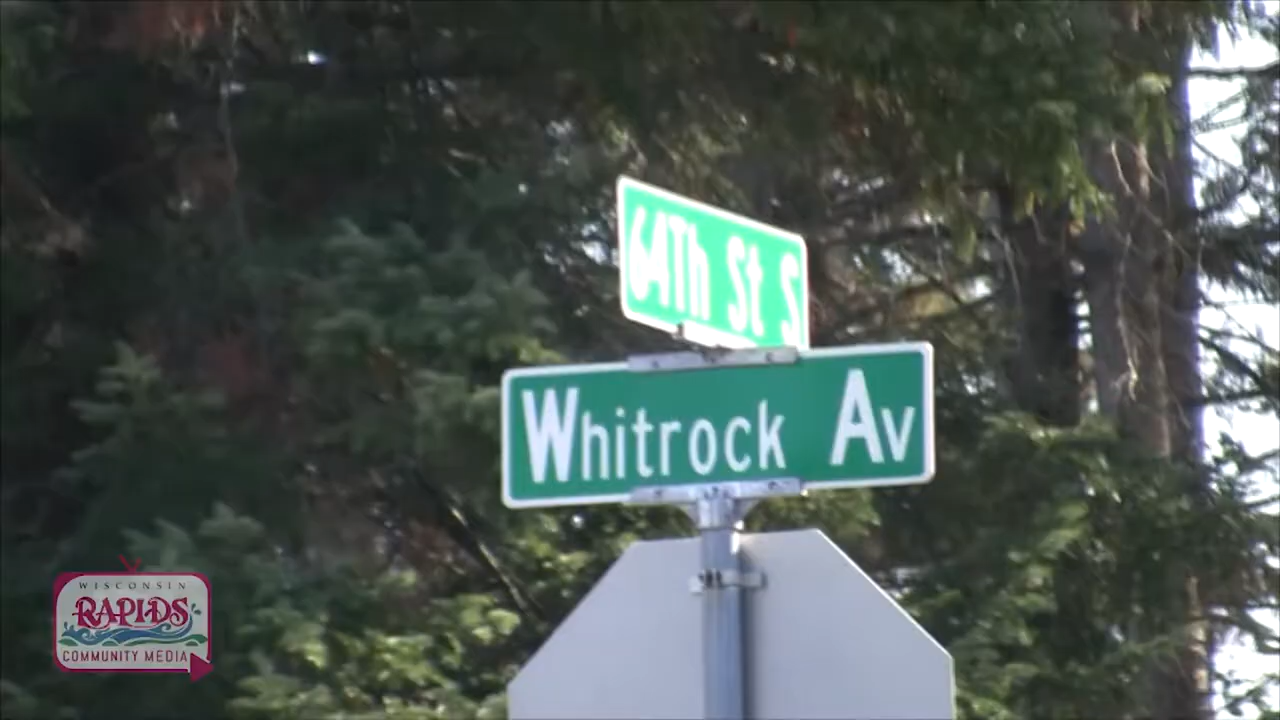 64Th St S
Whitrock Av
WISCONSIN
RAPIDS
COMMUNITY MEDIA